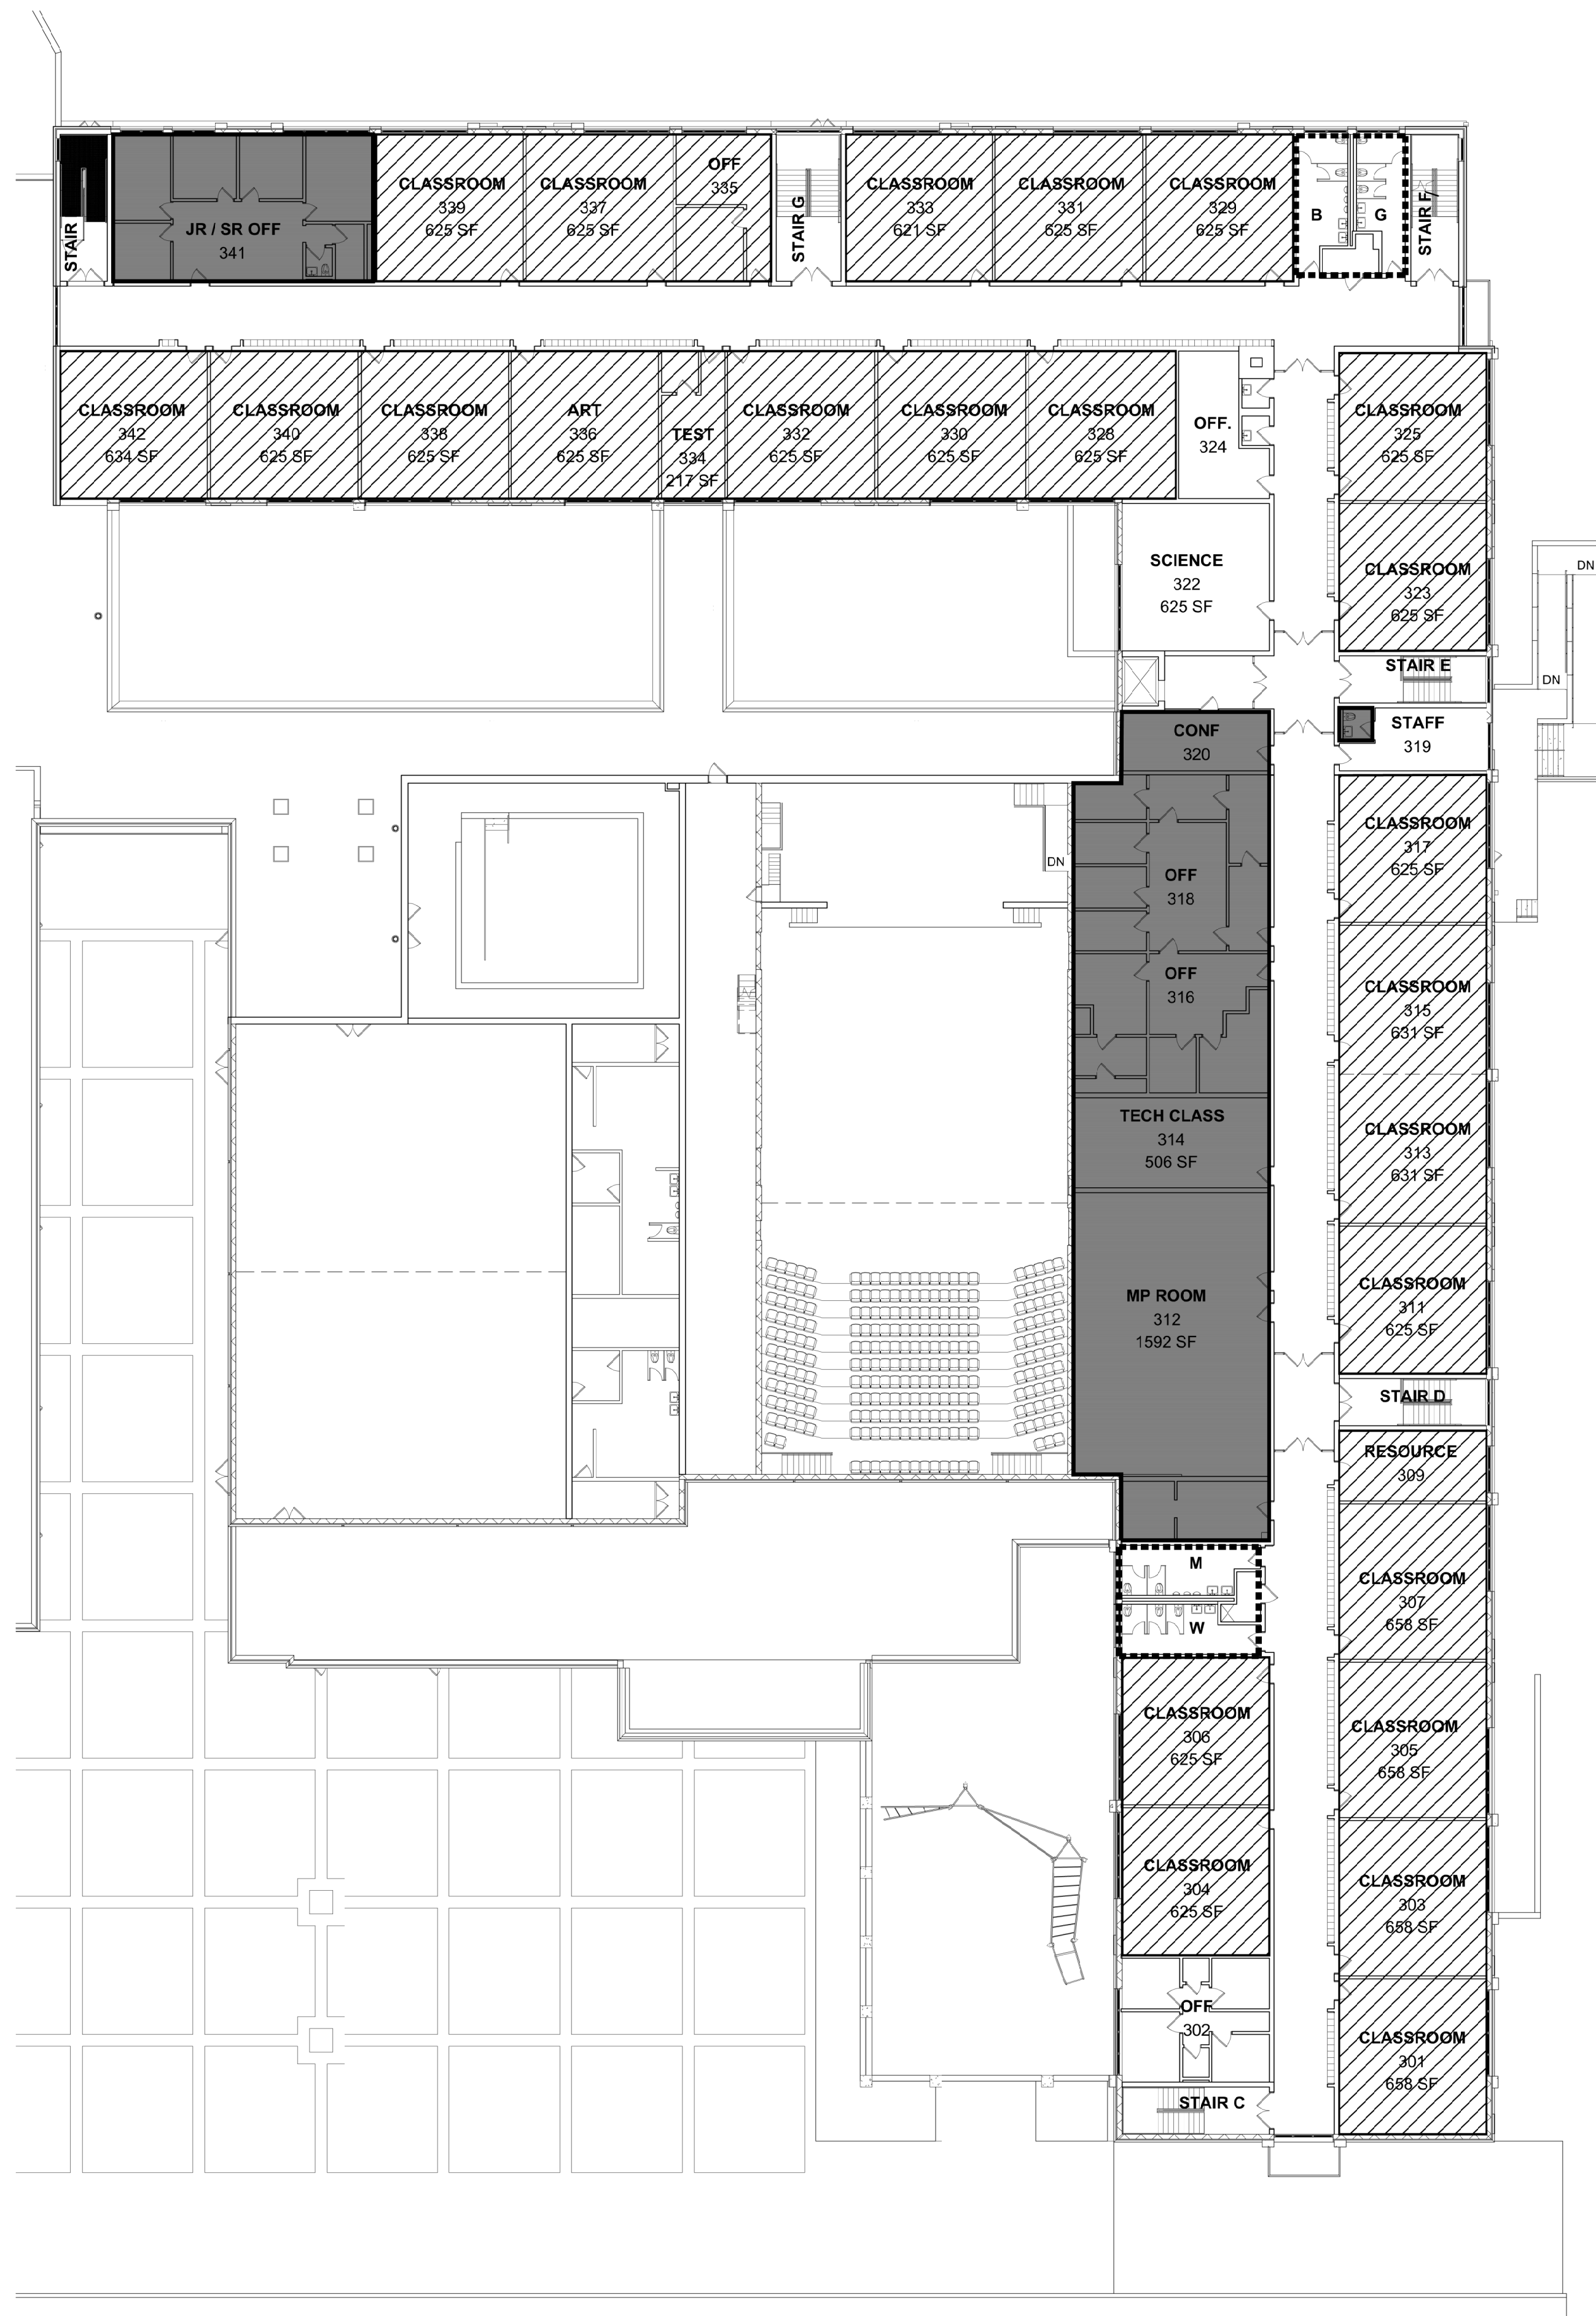 STAIR
JR / SR OFF
341
CLASSROOM
339
625 SF
CLASSROOM
337
625 SF
OFF
335
STAIR G
CLASSROOM
333
621 SF
CLASSROOM
331
625 SF
CLASSROOM
329
625 SF
B
G
STAIR F
CLASSROOM
342
634 SF
CLASSROOM
340
625 SF
CLASSROOM
338
625 SF
ART
336
625 SF
TEST
334
217 SF
CLASSROOM
332
625 SF
CLASSROOM
330
625 SF
CLASSROOM
328
625 SF
OFF.
324
CLASSROOM
325
625 SF
SCIENCE
322
625 SF
CLASSROOM
323
625 SF
DN
STAIR E
DN
CONF
320
STAFF
319
CLASSROOM
317
625 SF
DN
OFF
318
OFF
316
CLASSROOM
315
631 SF
TECH CLASS
314
506 SF
CLASSROOM
313
631 SF
MP ROOM
312
1592 SF
CLASSROOM
311
625 SF
STAIR D
RESOURCE
309
M
W
CLASSROOM
307
658 SF
CLASSROOM
306
625 SF
CLASSROOM
305
658 SF
CLASSROOM
304
625 SF
CLASSROOM
303
658 SF
OFF
302
CLASSROOM
301
658 SF
STAIR C